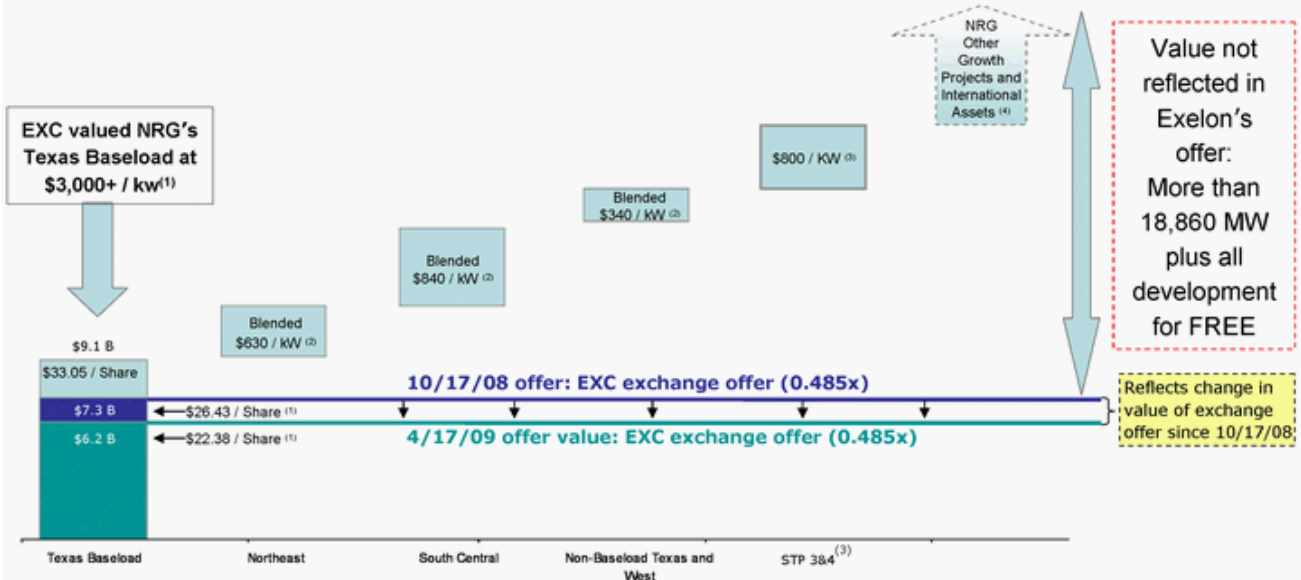 EXC valued NRG's
Texas Baseload at
$3,000+ / kw(1)
$9.1 B
$33.05 / Share
$7.3 B
$26.43 / Share (1)
$6.2 B
$22.38 / Share (1)
Blended
$630 / kW (2)
Blended
$840 / kW (2)
Blended
$340 / kW (2)
$800 / KW (3)
NRG
Other
Growth
Projects and
International
Assets (4)
10/17/08 offer: EXC exchange offer (0.485x)
4/17/09 offer value: EXC exchange offer (0.485x)
Value not
reflected in
Exelon's
offer:
More than
18,860 MW
plus all
development
for FREE
Reflects change in
value of exchange
offer since 10/17/08
Texas Baseload
Northeast
South Central
Non-Baseload Texas and
West
STP 3&4(3)